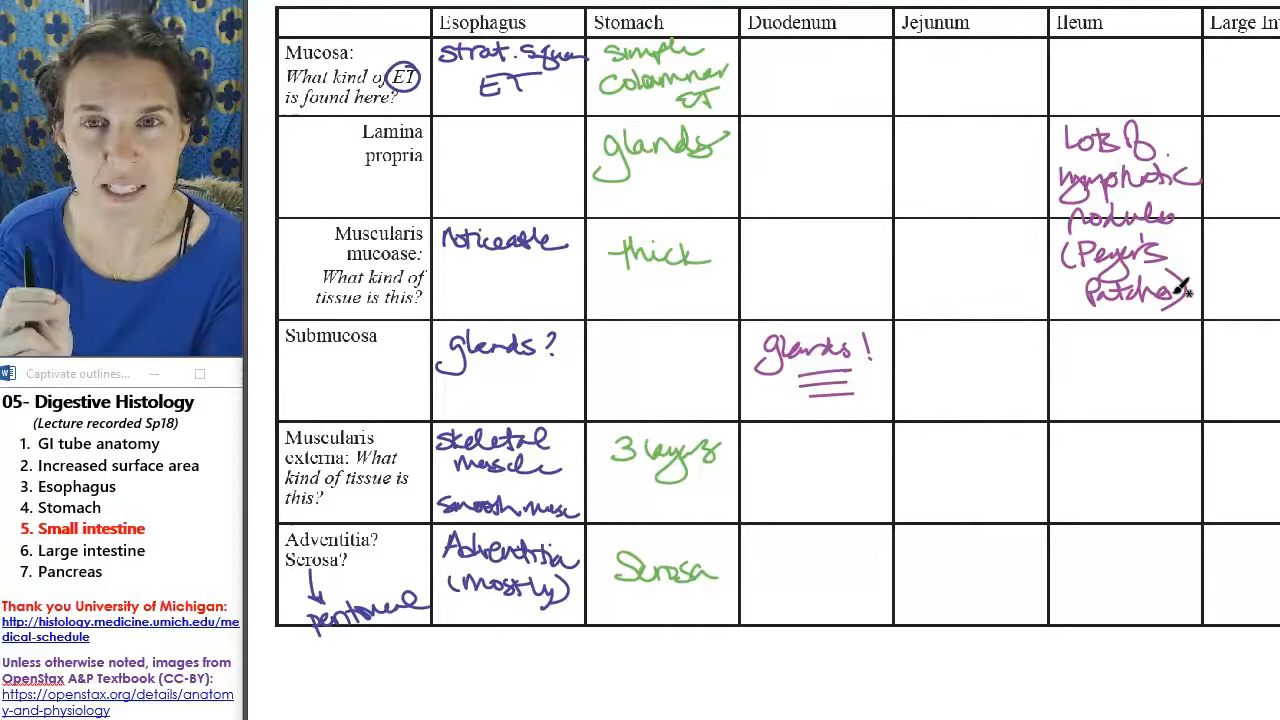 Esophagus Stomach Duodenum Jejunum Ileum Large In
Mucosa:
What kind of ET
is found here?
strat. squam
ET
simple
Columnar
ET
Lamina
propria
glands
Lots of
lymphatic
nodules
(Peyer's
Patches)
Muscularis
mucoase:
What kind of
tissue is this?
noticeable
thick
Submucosa
glands?
glands!
Muscularis
externa: What
kind of tissue is
this?
skeletal
muscle
smooth musc
3 layers
Adventitia?
Serosa?
peritoneal
Adventitia
(mostly)
Serosa
Captivate outlines...
05- Digestive Histology
(Lecture recorded Sp18)
1. GI tube anatomy
2. Increased surface area
3. Esophagus
4. Stomach
5. Small intestine
6. Large intestine
7. Pancreas
Thank you University of Michigan:
http://histology.medicine.umich.edu/me
dical-schedule
Unless otherwise noted, images from
OpenStax A&P Textbook (CC-BY):
https://openstax.org/details/anatom
y-and-physiology